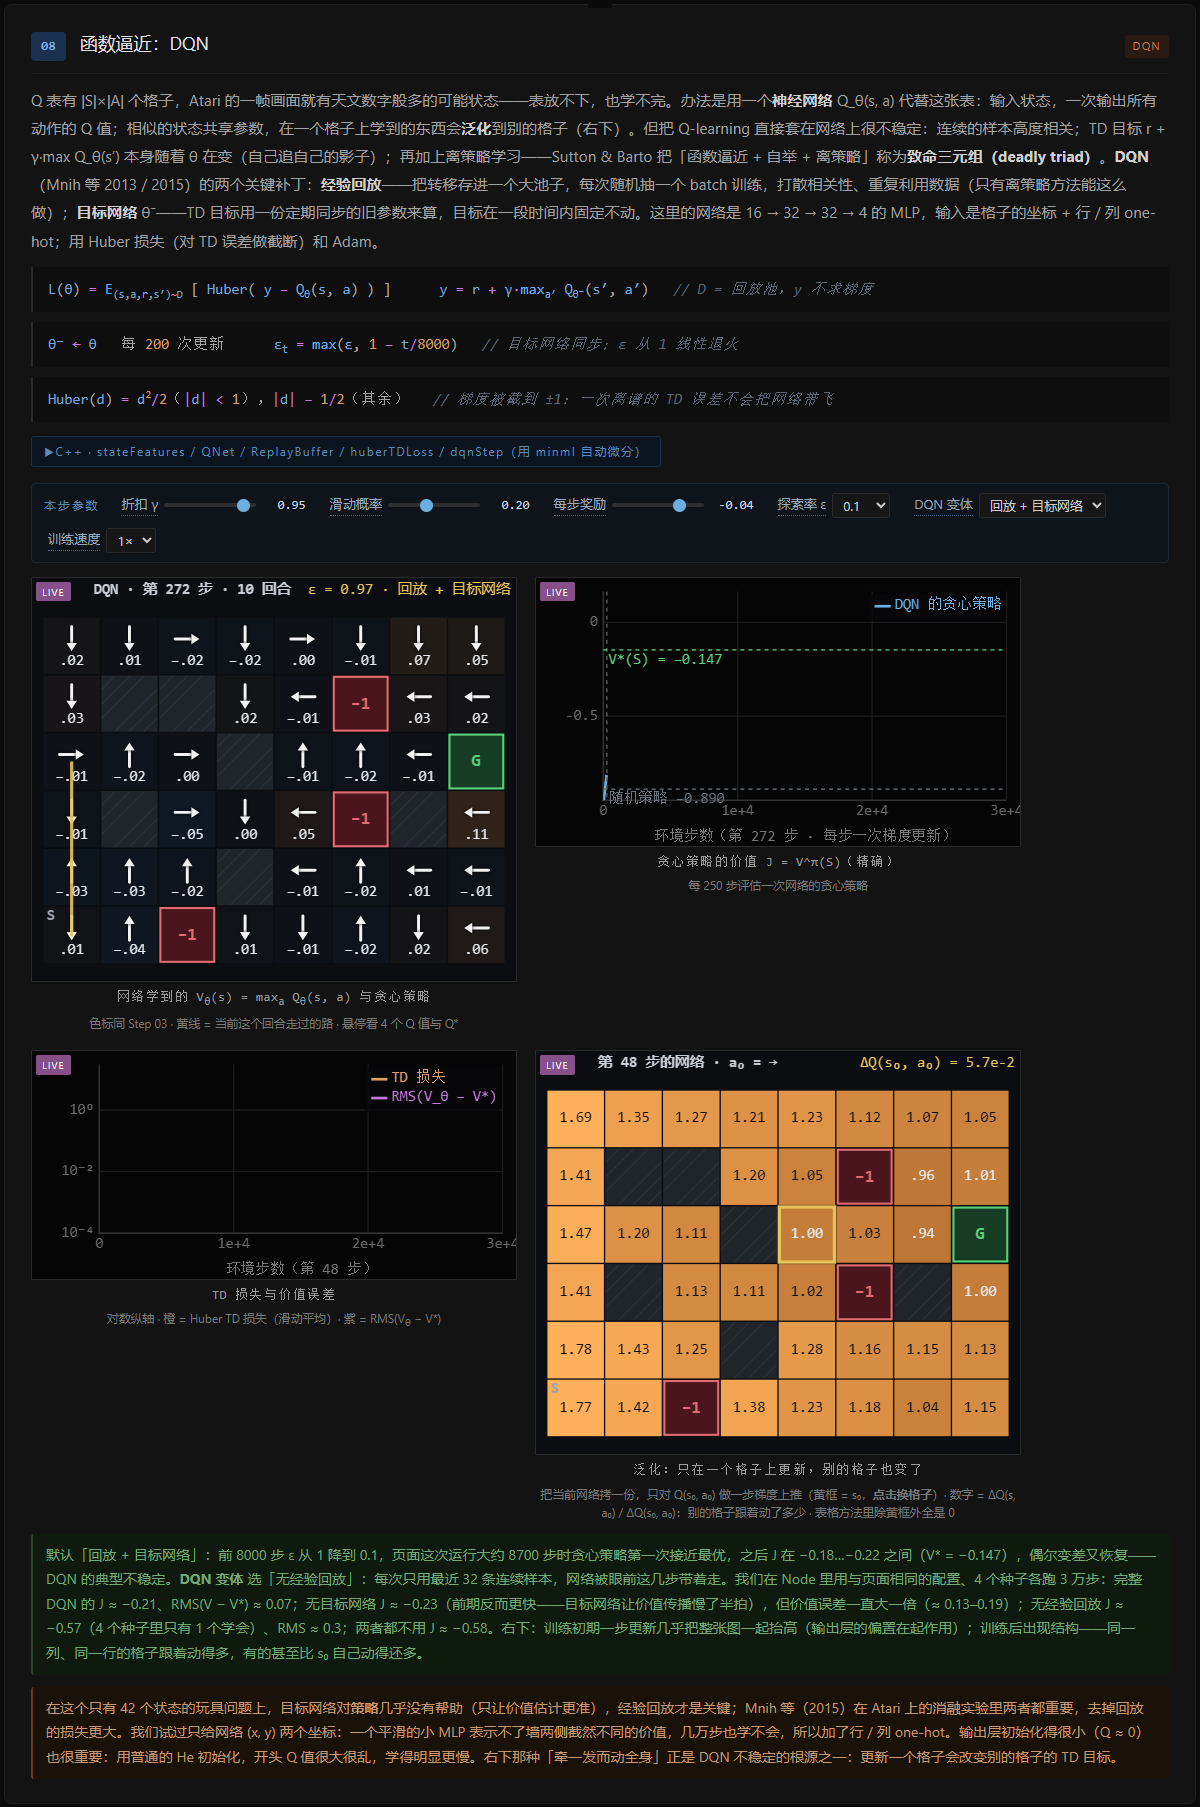 08 函数逼近：DQN DQN
Q 表有 |S|×|A| 个格子，Atari 的一帧画面就有天文数字般多的可能状态——表放不下，也学不完。办法是用一个神经网络 Q_θ(s, a) 代替这张表：输入状态，一次输出所有
动作的 Q 值；相似的状态共享参数，在一个格子上学到的东西会泛化到别的格子（右下）。但把 Q-learning 直接套在网络上很不稳定：连续的样本高度相关；TD 目标 r +
γ·max Q_θ(s′) 本身随着 θ 在变（自己追自己的影子）；再加上离策略学习——Sutton & Barto 把「函数逼近 + 自举 + 离策略」称为致命三元组（deadly triad）。DQN
（Mnih 等 2013 / 2015）的两个关键补丁：经验回放——把转移存进一个大池子，每次随机抽一个 batch 训练，打散相关性、重复利用数据（只有离策略方法能这么
做）；目标网络 θ⁻——TD 目标用一份定期同步的旧参数来算，目标在一段时间内固定不动。这里的网络是 16 → 32 → 32 → 4 的 MLP，输入是格子的坐标 + 行 / 列 one-
hot；用 Huber 损失（对 TD 误差做截断）和 Adam。
L(θ) = E(s,a,r,s′)~D [ Huber( y − Qθ(s, a) ) ] y = r + γ·maxa′ Qθ⁻(s′, a′) // D = 回放池，y 不求梯度
θ⁻ ← θ 每 200 次更新 εt = max(ε, 1 − t/8000) // 目标网络同步；ε 从 1 线性退火
Huber(d) = d²/2（|d| < 1），|d| − 1/2（其余） // 梯度被截到 ±1：一次离谱的 TD 误差不会把网络带飞
▶C++ · stateFeatures / QNet / ReplayBuffer / huberTDLoss / dqnStep（用 minml 自动微分）
本步参数 折扣 γ 0.95 滑动概率 0.20 每步奖励 -0.04 探索率 ε 0.1 DQN 变体 回放 + 目标网络
训练速度 1×
LIVE DQN · 第 272 步 · 10 回合 ε = 0.97 · 回放 + 目标网络
.02 .01 −.02 −.02 .00 −.01 .07 .05
.03 .02 −.01 −1 .03 .02
−.01 −.02 .00 −.01 −.02 −.01 G
−.01 −.05 .00 .05 −1 .11
−.03 −.03 −.02 −.01 −.02 .01 −.01
S
.01 −.04 −1 .01 −.01 −.02 .02 .06
网络学到的 Vθ(s) = maxa Qθ(s, a) 与贪心策略
色标同 Step 03 · 黄线 = 当前这个回合走过的路 · 悬停看 4 个 Q 值与 Q*
LIVE DQN 的贪心策略
0
V*(S) = −0.147
-0.5
随机策略 −0.890
0 1e+4 2e+4 3e+4
环境步数（第 272 步 · 每步一次梯度更新）
贪心策略的价值 J = V^π(S)（精确）
每 250 步评估一次网络的贪心策略
LIVE TD 损失
RMS(V_θ − V*)
10⁰
10⁻²
10⁻⁴
0 1e+4 2e+4 3e+4
环境步数（第 48 步）
TD 损失与价值误差
对数纵轴 · 橙 = Huber TD 损失（滑动平均）· 紫 = RMS(Vθ − V*)
LIVE 第 48 步的网络 · a₀ = → ΔQ(s₀, a₀) = 5.7e-2
1.69 1.35 1.27 1.21 1.23 1.12 1.07 1.05
1.41 1.20 1.05 −1 .96 1.01
1.47 1.20 1.11 1.00 1.03 .94 G
1.41 1.13 1.11 1.02 −1 1.00
1.78 1.43 1.25 1.28 1.16 1.15 1.13
S
1.77 1.42 −1 1.38 1.23 1.18 1.04 1.15
泛化：只在一个格子上更新，别的格子也变了
把当前网络拷一份，只对 Q(s₀, a₀) 做一步梯度上推（黄框 = s₀，点击换格子）· 数字 = ΔQ(s,
a₀) / ΔQ(s₀, a₀)：别的格子跟着动了多少 · 表格方法里除黄框外全是 0
默认「回放 + 目标网络」：前 8000 步 ε 从 1 降到 0.1，页面这次运行大约 8700 步时贪心策略第一次接近最优，之后 J 在 −0.18…−0.22 之间（V* = −0.147），偶尔变差又恢复——
DQN 的典型不稳定。DQN 变体 选「无经验回放」：每次只用最近 32 条连续样本，网络被眼前这几步带着走。我们在 Node 里用与页面相同的配置、4 个种子各跑 3 万步：完整
DQN 的 J ≈ −0.21、RMS(V − V*) ≈ 0.07；无目标网络 J ≈ −0.23（前期反而更快——目标网络让价值传播慢了半拍），但价值误差一直大一倍（≈ 0.13–0.19）；无经验回放 J ≈
−0.57（4 个种子里只有 1 个学会）、RMS ≈ 0.3；两者都不用 J ≈ −0.58。右下：训练初期一步更新几乎把整张图一起抬高（输出层的偏置在起作用）；训练后出现结构——同一
列、同一行的格子跟着动得多，有的甚至比 s₀ 自己动得还多。
在这个只有 42 个状态的玩具问题上，目标网络对策略几乎没有帮助（只让价值估计更准），经验回放才是关键；Mnih 等（2015）在 Atari 上的消融实验里两者都重要，去掉回放
的损失更大。我们试过只给网络 (x, y) 两个坐标：一个平滑的小 MLP 表示不了墙两侧截然不同的价值，几万步也学不会，所以加了行 / 列 one-hot。输出层初始化得很小（Q ≈ 0）
也很重要：用普通的 He 初始化，开头 Q 值很大很乱，学得明显更慢。右下那种「牵一发而动全身」正是 DQN 不稳定的根源之一：更新一个格子会改变别的格子的 TD 目标。